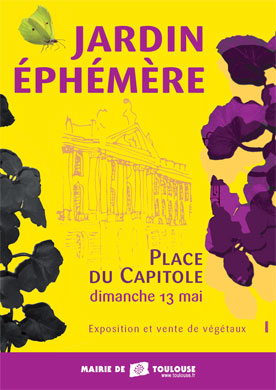 JARDIN
ÉPHÉMÈRE
PLACE
DU CAPITOLE
dimanche 13 mai
Exposition et vente de végétaux
MAIRIE DE TOULOUSE
www.toulouse.fr